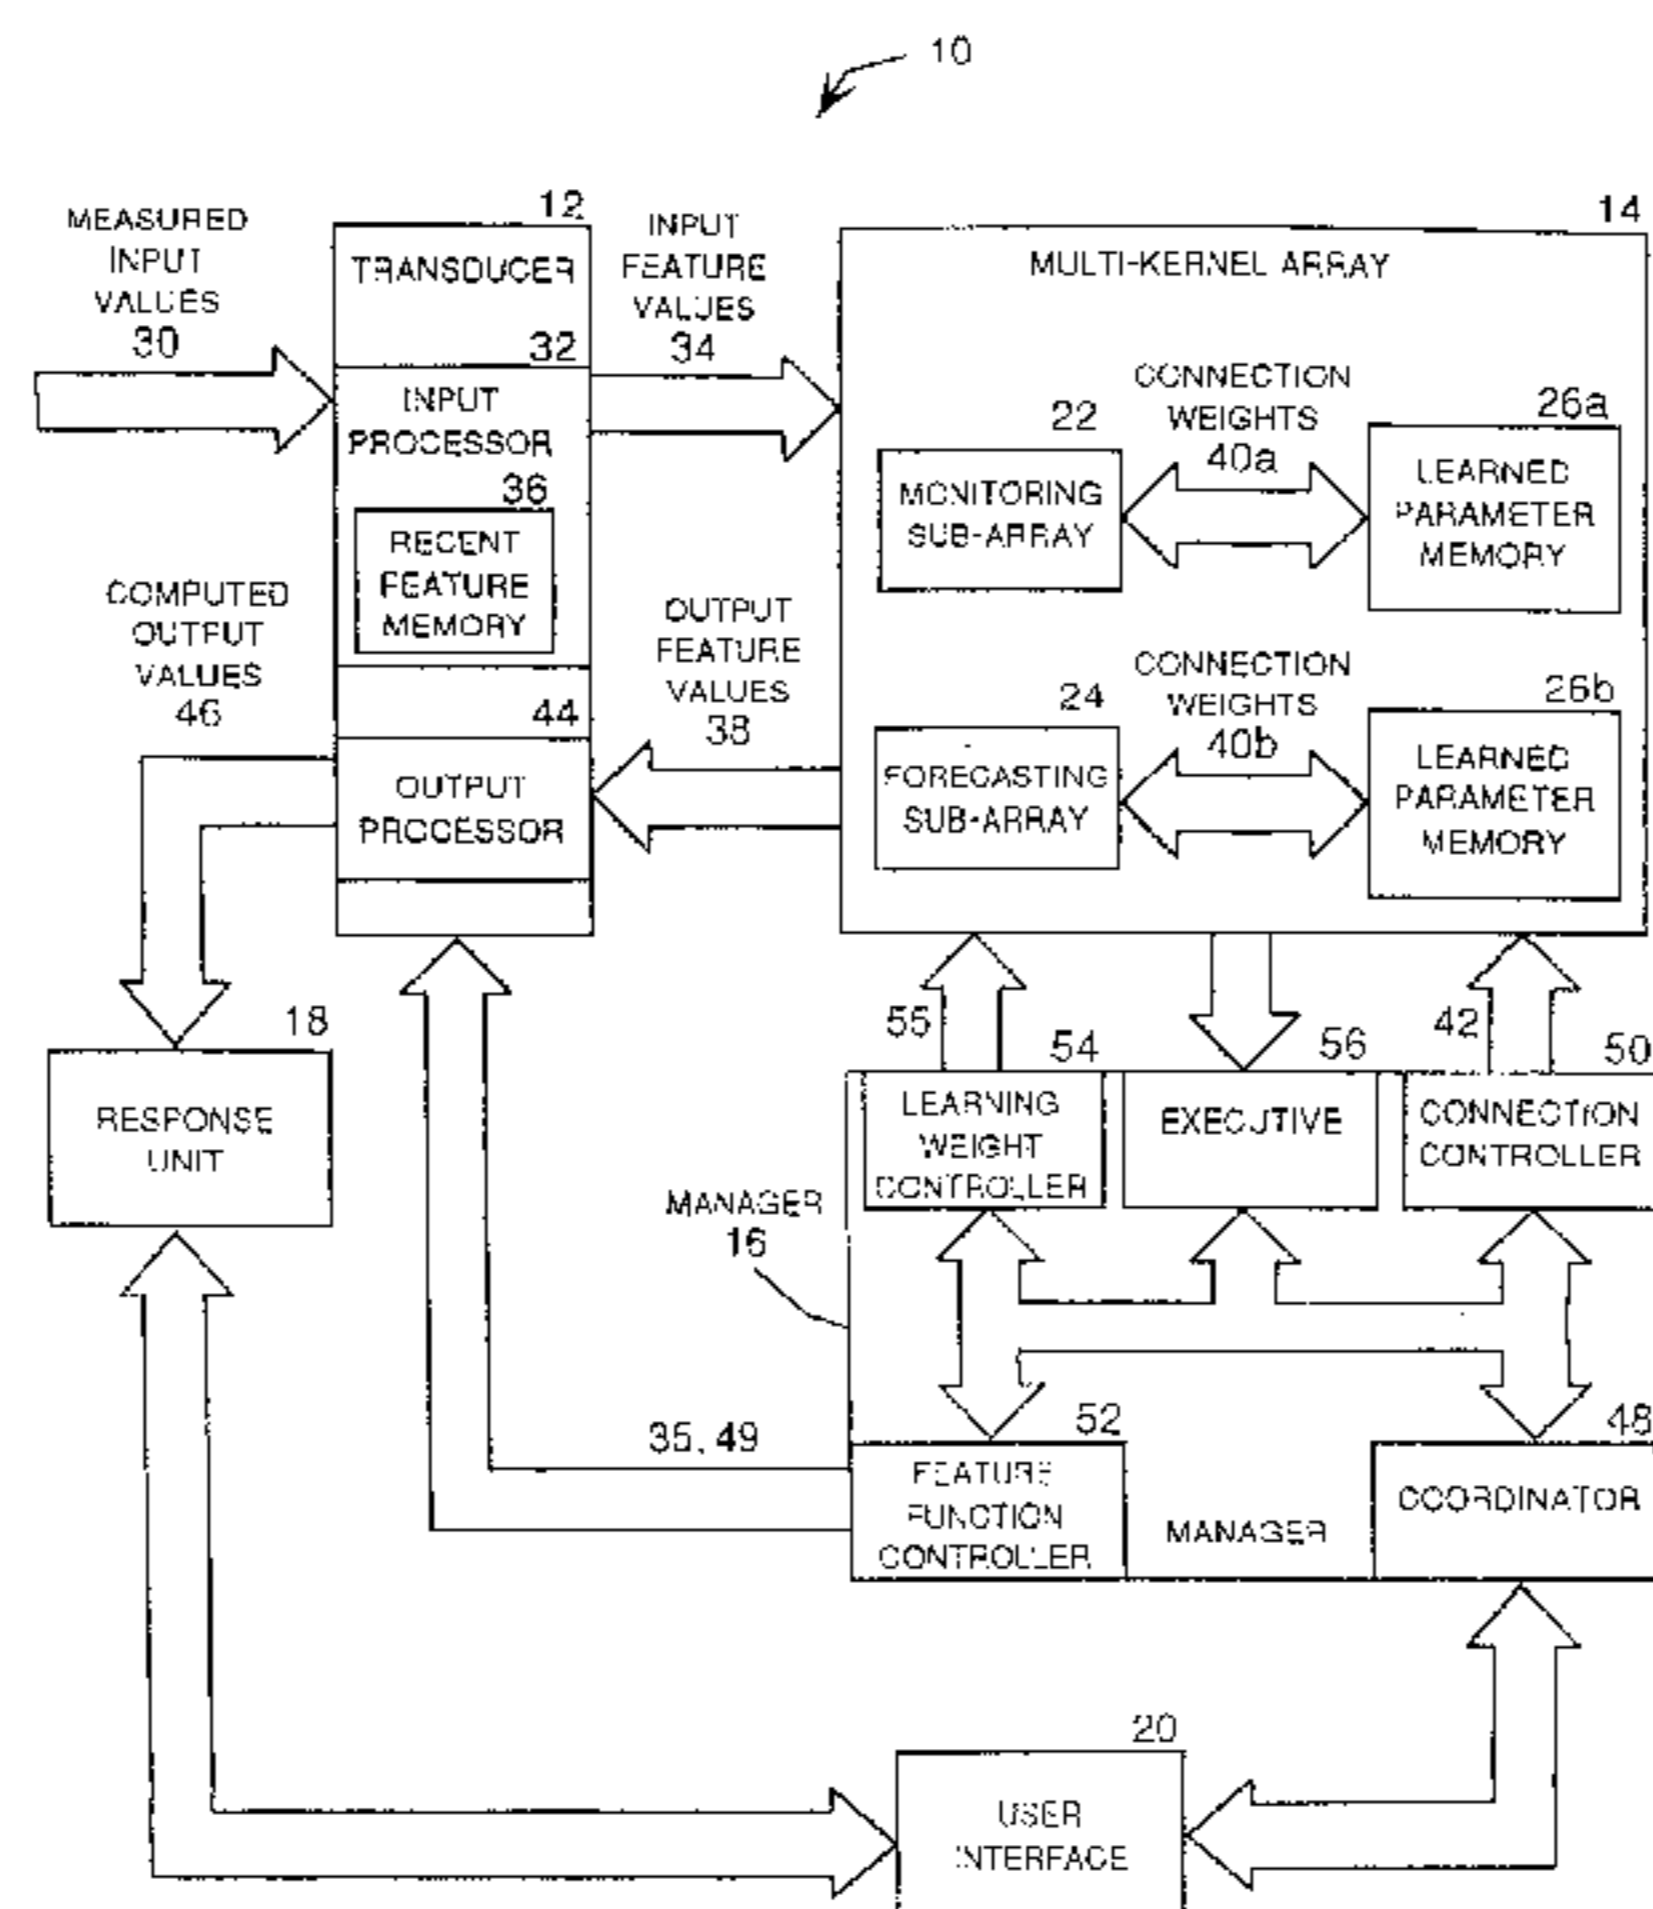 10
MEASURED
INPUT
VALUES
30
12
TRANSDUCER
INPUT
FEATURE
VALUES
34
14
MULTI-KERNEL ARRAY
32
INPUT
PROCESSOR
36
RECENT
FEATURE
MEMORY
22
MONITORING
SUB-ARRAY
CONNECTION
WEIGHTS
40a
26a
LEARNED
PARAMETER
MEMORY
COMPUTED
OUTPUT
VALUES
46
44
OUTPUT
PROCESSOR
OUTPUT
FEATURE
VALUES
38
24
FORECASTING
SUB-ARRAY
CONNECTION
WEIGHTS
40b
26b
LEARNED
PARAMETER
MEMORY
18
RESPONSE
UNIT
55
54
LEARNING
WEIGHT
CONTROLLER
56
EXECUTIVE
42
50
CONNECTION
CONTROLLER
MANAGER
16
35, 49
52
FEATURE
FUNCTION
CONTROLLER
MANAGER
48
COORDINATOR
20
USER
INTERFACE